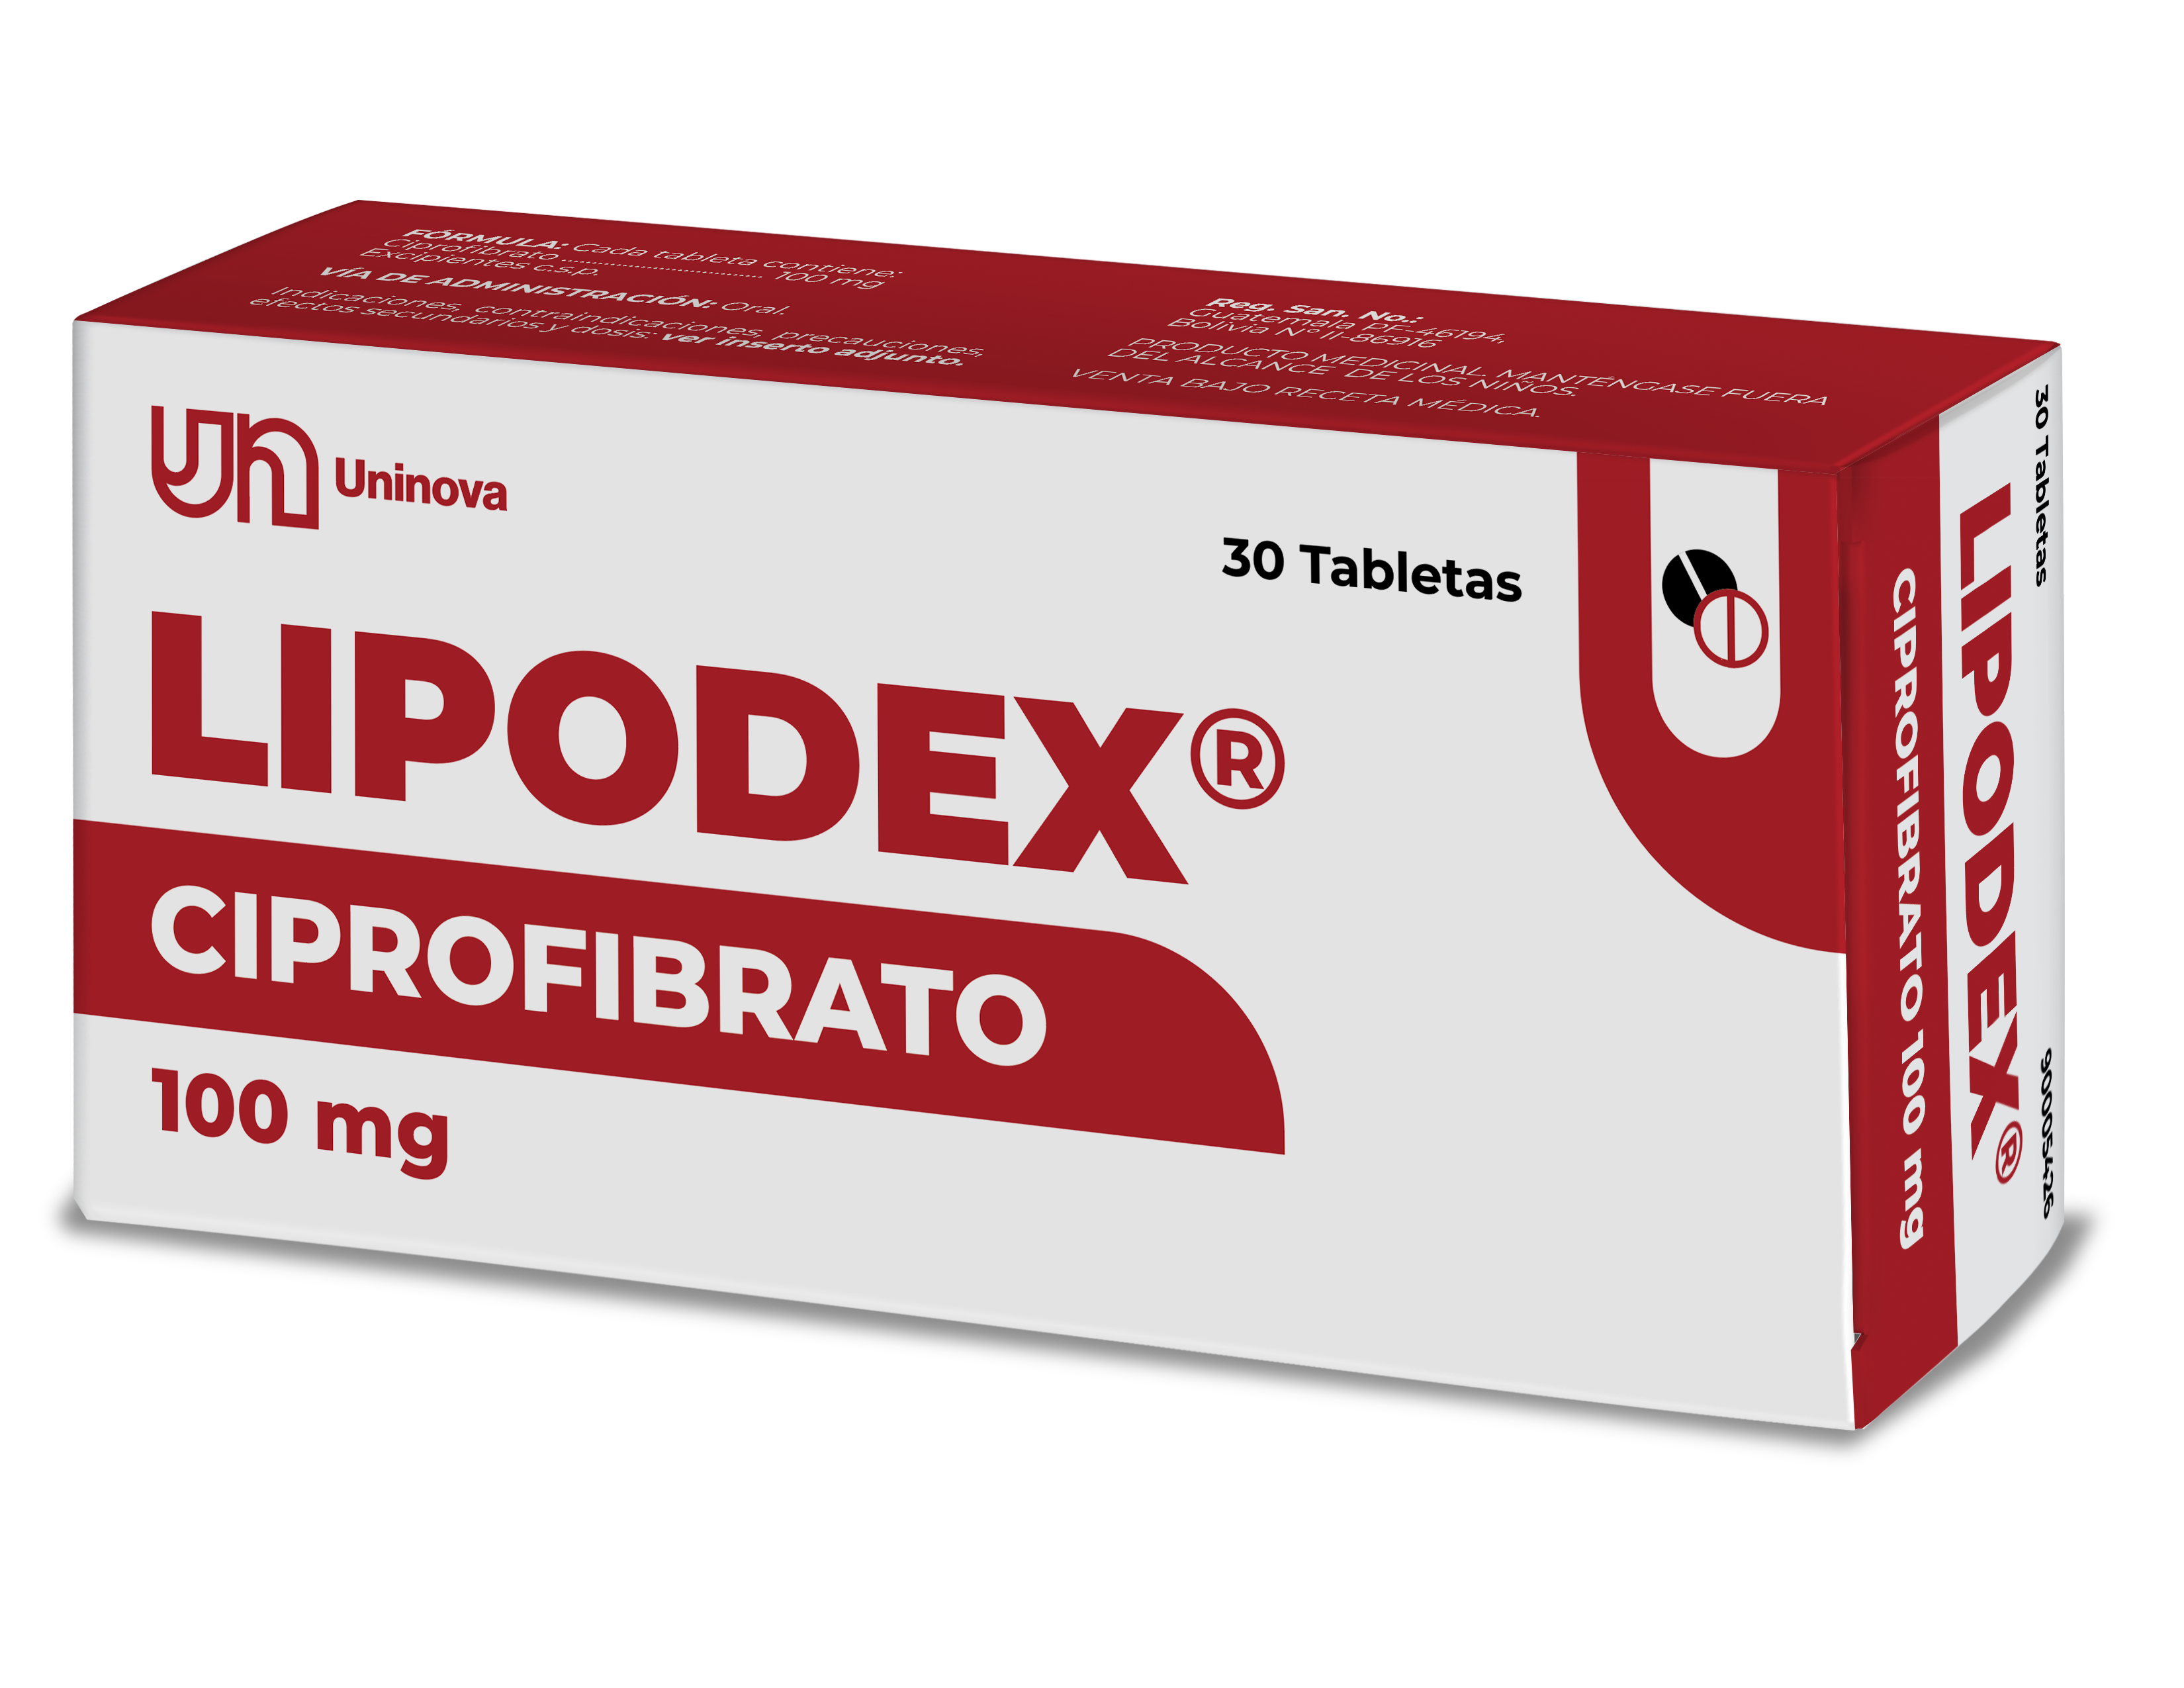 FÓRMULA: Cada tableta contiene:
Ciprofibrato ........................................ 100 mg
Excipientes c.s.p.
VÍA DE ADMINISTRACIÓN: Oral.
Indicaciones, contraindicaciones, precauciones,
efectos secundarios y dosis: ver inserto adjunto.
Reg. San. No.:
Guatemala PF-46194,
Bolivia N° II-86916
PRODUCTO MEDICINAL. MANTÉNGASE FUERA
DEL ALCANCE DE LOS NIÑOS.
VENTA BAJO RECETA MÉDICA.
un Uninova
30 Tabletas
LIPODEX®
CIPROFIBRATO
100 mg
CIPROFIBRATO 100 mg
LIPODEX®
30 Tabletas
90005426